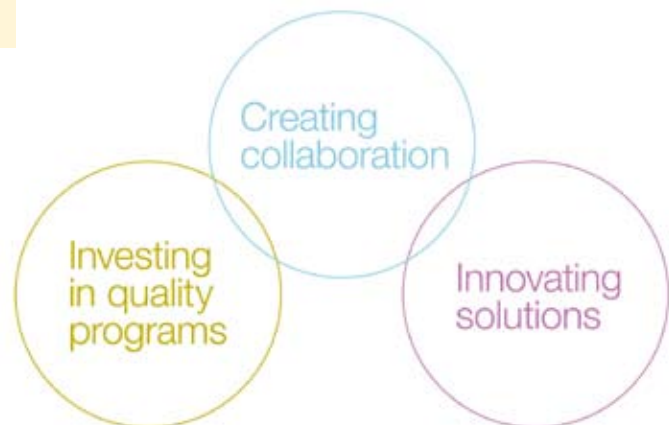 Creating
collaboration
Investing
in quality
programs
Innovating
solutions